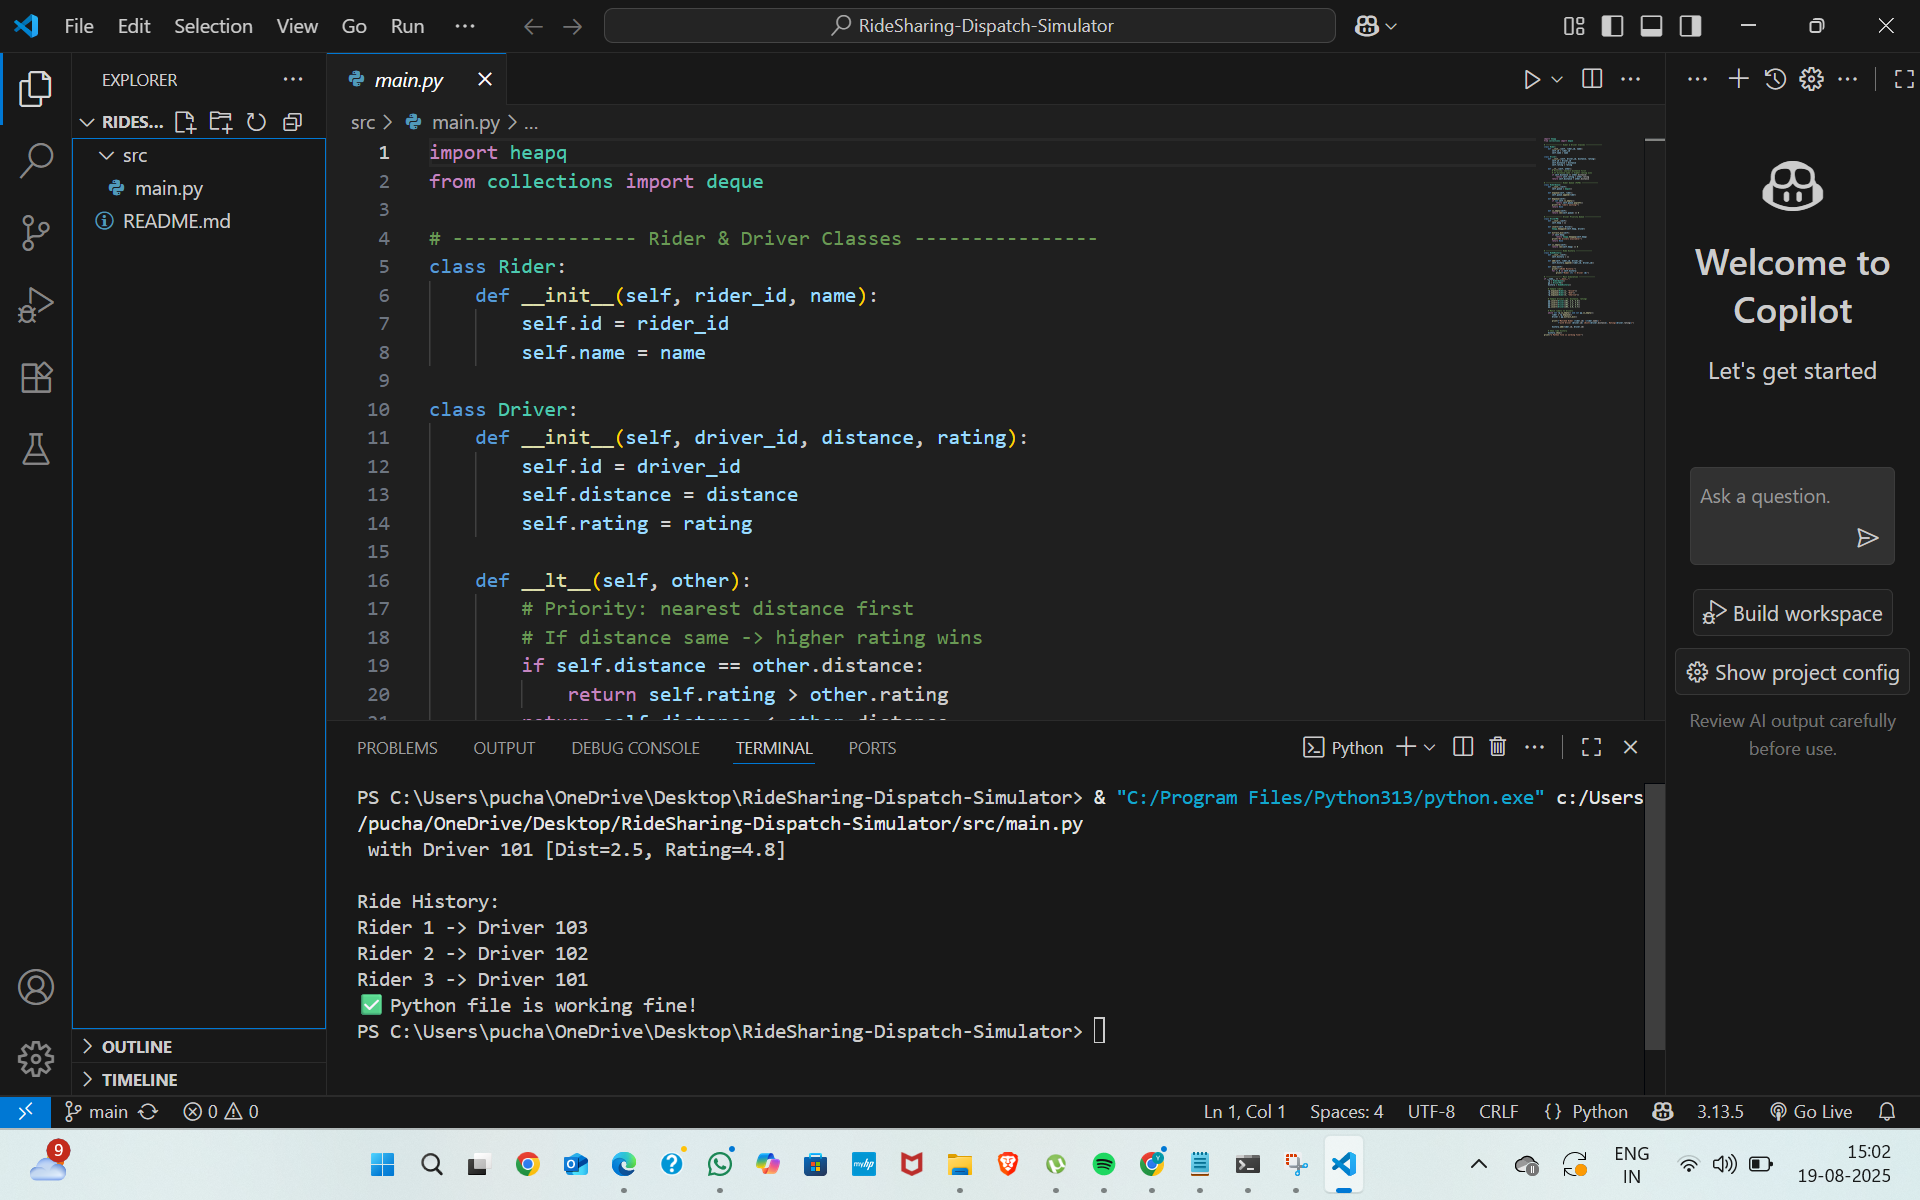 File Edit Selection View Go Run ...
RideSharing-Dispatch-Simulator
EXPLORER
RIDES...
src
main.py
README.md
OUTLINE
TIMELINE
main.py
src > main.py > ...
1 import heapq
2 from collections import deque
3
4 # ---------------- Rider & Driver Classes ----------------
5 class Rider:
6 def __init__(self, rider_id, name):
7 self.id = rider_id
8 self.name = name
9
10 class Driver:
11 def __init__(self, driver_id, distance, rating):
12 self.id = driver_id
13 self.distance = distance
14 self.rating = rating
15
16 def __lt__(self, other):
17 # Priority: nearest distance first
18 # If distance same -> higher rating wins
19 if self.distance == other.distance:
20 return self.rating > other.rating
PROBLEMS OUTPUT DEBUG CONSOLE TERMINAL PORTS
Python
PS C:\Users\pucha\OneDrive\Desktop\RideSharing-Dispatch-Simulator> & "C:/Program Files/Python313/python.exe" c:/Users
/pucha/OneDrive/Desktop/RideSharing-Dispatch-Simulator/src/main.py
with Driver 101 [Dist=2.5, Rating=4.8]
Ride History:
Rider 1 -> Driver 103
Rider 2 -> Driver 102
Rider 3 -> Driver 101
✅ Python file is working fine!
PS C:\Users\pucha\OneDrive\Desktop\RideSharing-Dispatch-Simulator>
Welcome to
Copilot
Let's get started
Ask a question.
Build workspace
Show project config
Review AI output carefully
before use.
main 0 0
Ln 1, Col 1 Spaces: 4 UTF-8 CRLF {} Python 3.13.5 Go Live
9
myhp
ENG
IN
15:02
19-08-2025